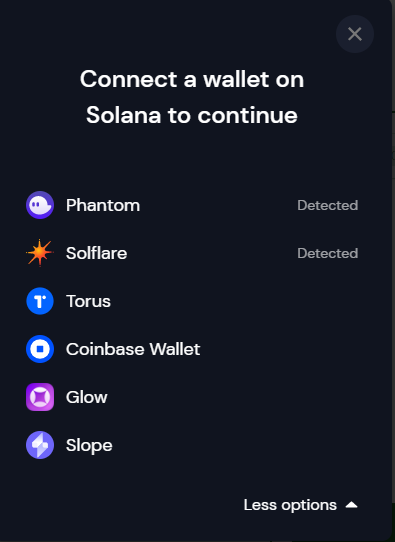 Connect a wallet on
Solana to continue
Phantom Detected
Solflare Detected
Torus
Coinbase Wallet
Glow
Slope
Less options